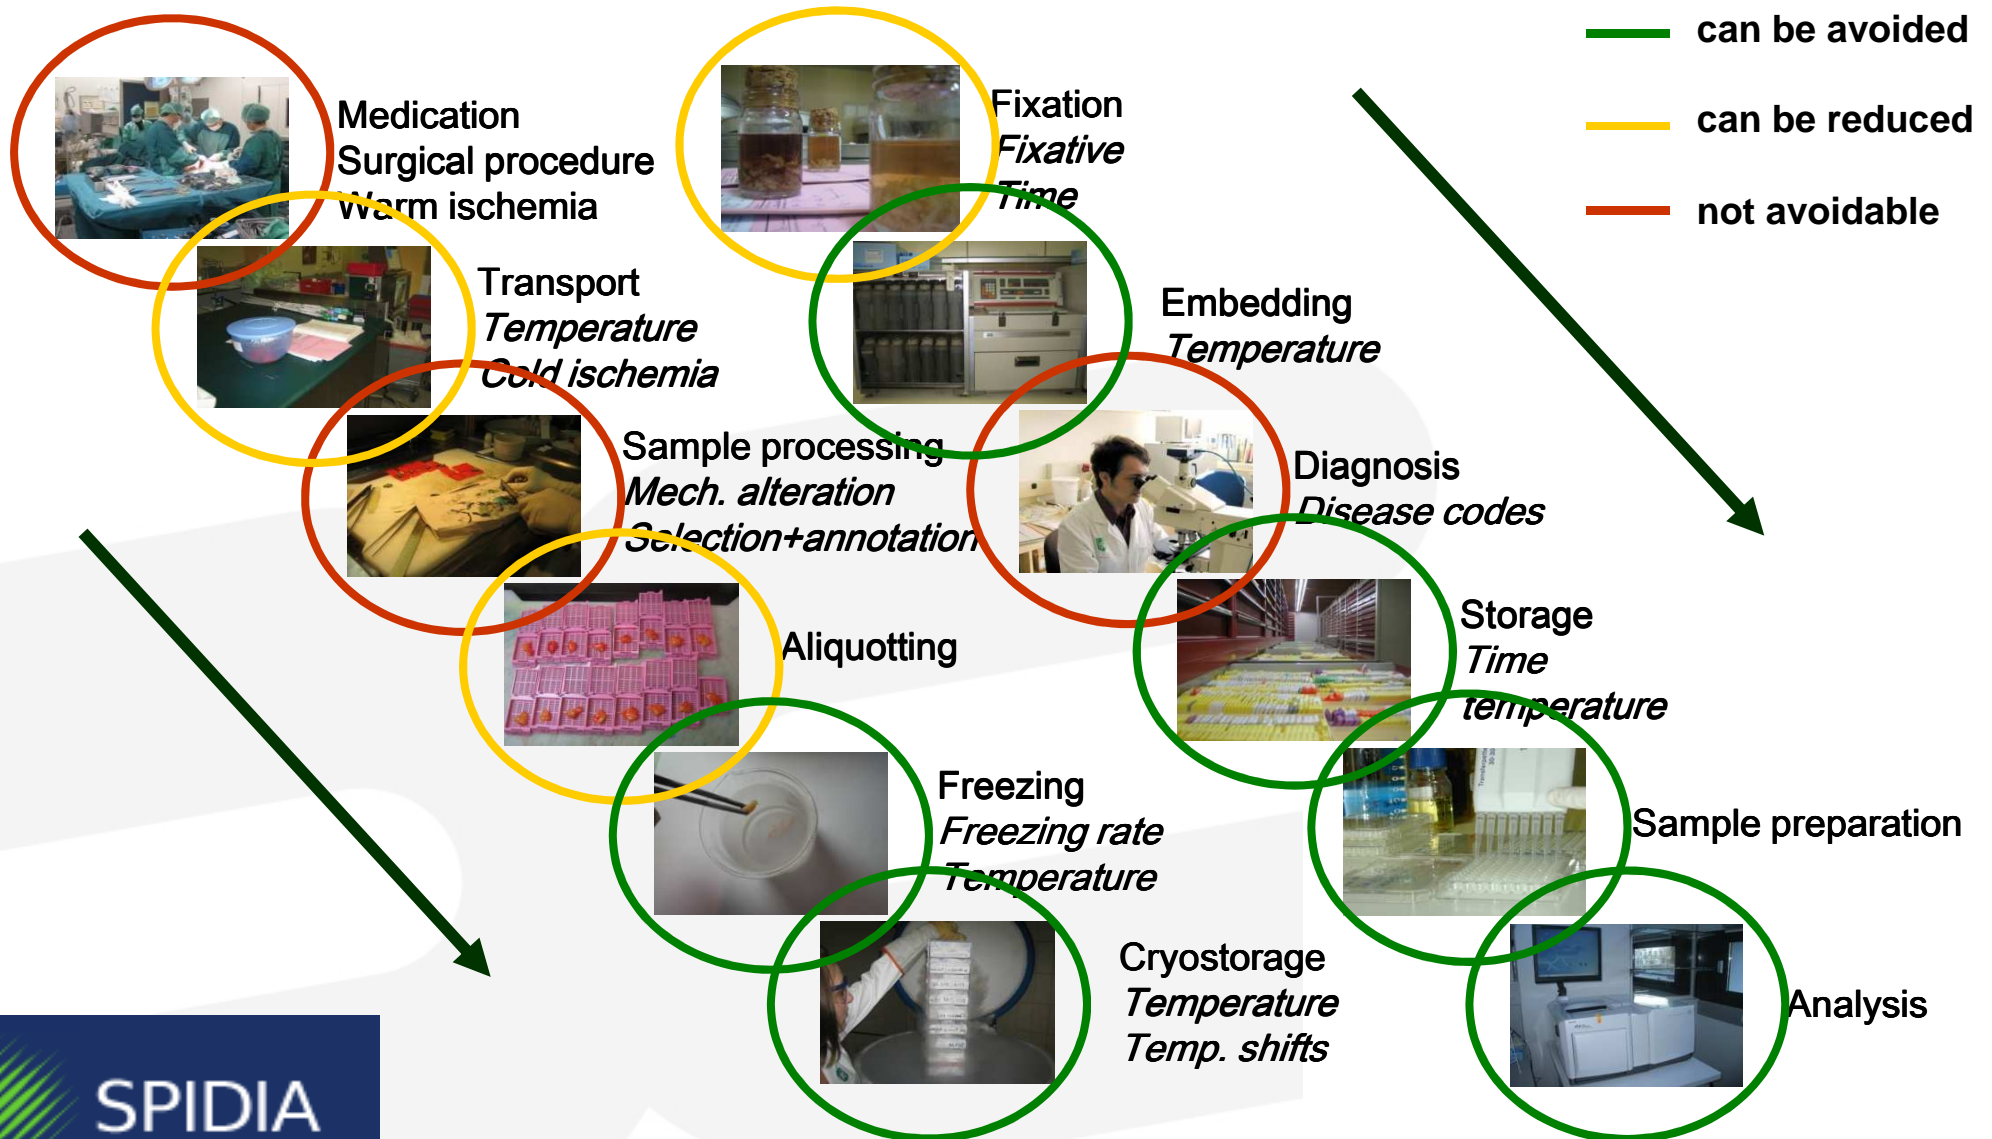 can be avoided
can be reduced
not avoidable
Medication
Surgical procedure
Warm ischemia
Transport
Temperature
Cold ischemia
Sample processing
Mech. alteration
Selection+annotation
Aliquotting
Freezing
Freezing rate
Temperature
Cryostorage
Temperature
Temp. shifts
Fixation
Fixative
Time
Embedding
Temperature
Diagnosis
Disease codes
Storage
Time
temperature
Sample preparation
Analysis
SPIDIA